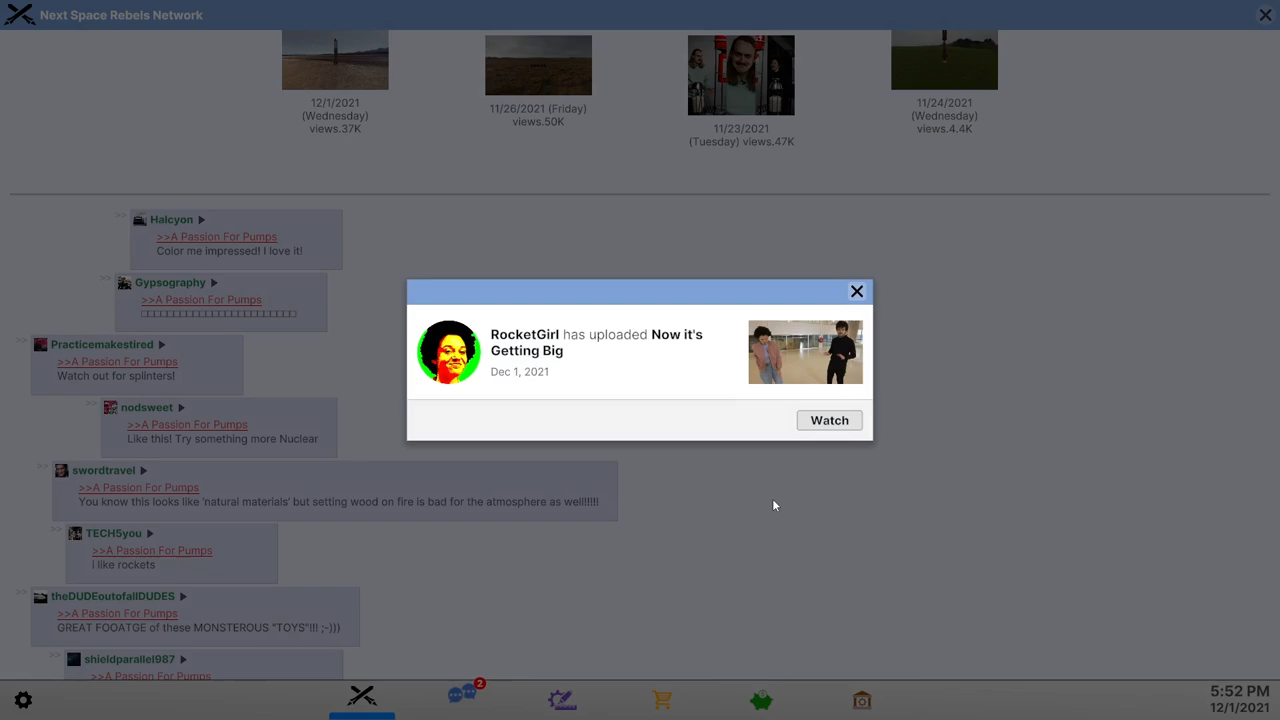 Next Space Rebels Network
12/1/2021
(Wednesday)
views.37K
11/26/2021 (Friday)
views.50K
11/23/2021
(Tuesday) views.47K
11/24/2021
(Wednesday)
views.4.4K
>> Halcyon
>>A Passion For Pumps
Color me impressed! I love it!
>> Gypsography
>>A Passion For Pumps
>> Practicemakestired
>>A Passion For Pumps
Watch out for splinters!
>> nodsweet
>>A Passion For Pumps
Like this! Try something more Nuclear
>> swordtravel
>>A Passion For Pumps
You know this looks like 'natural materials' but setting wood on fire is bad for the atmosphere as well!!!!!
>> TECH5you
>>A Passion For Pumps
i like rockets
>> theDUDEoutofallDUDES
>>A Passion For Pumps
GREAT FOOATGE of these MONSTEROUS "TOYS"!!! ;-)))
>> shieldparallel987
>>A Passion For Pumps
RocketGirl has uploaded Now it's
Getting Big
Dec 1, 2021
Watch
2
5:52 PM
12/1/2021